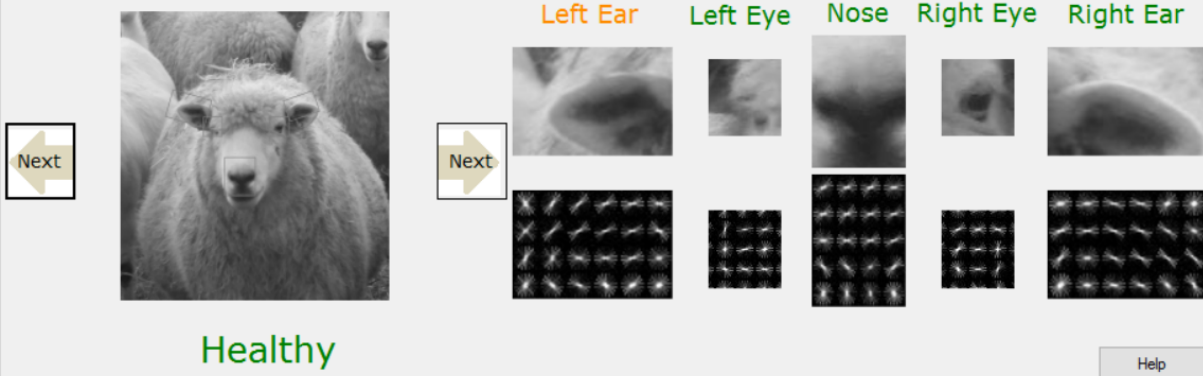 Left Ear
Left Eye
Nose
Right Eye
Right Ear
Next
Next
Healthy
Help